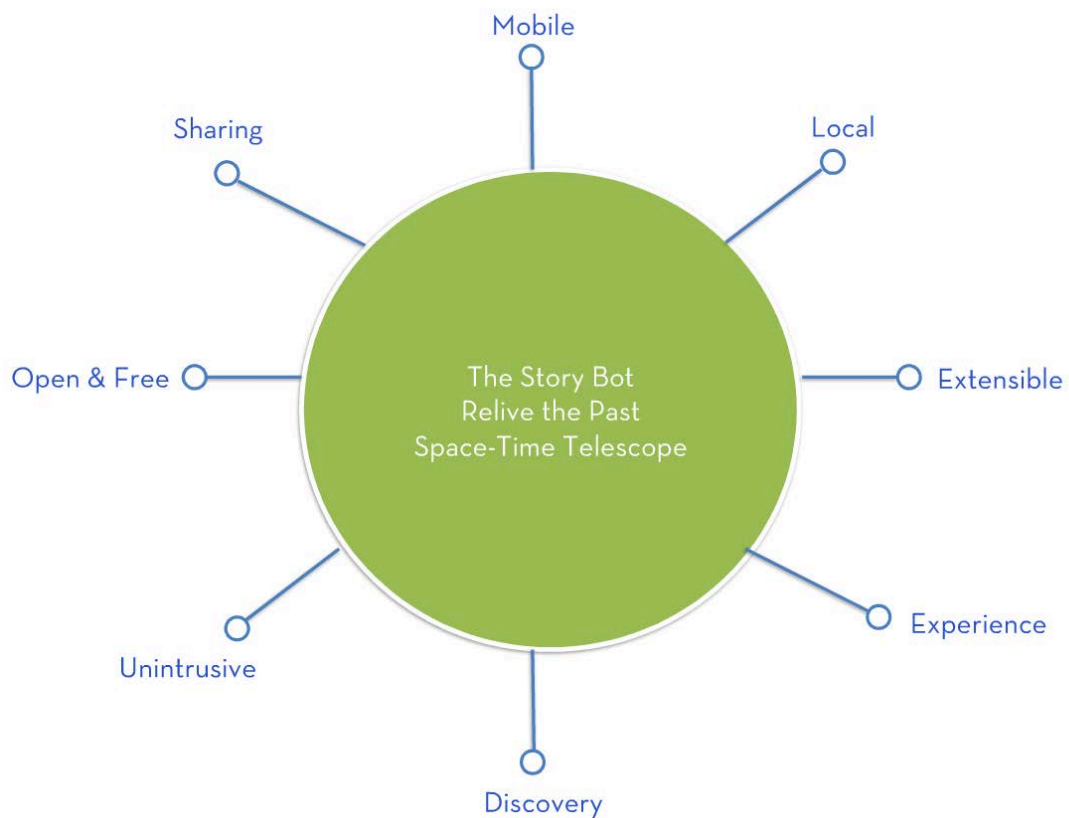 Mobile
Sharing
Local
Open & Free
The Story Bot
Relive the Past
Space-Time Telescope
Extensible
Unintrusive
Experience
Discovery